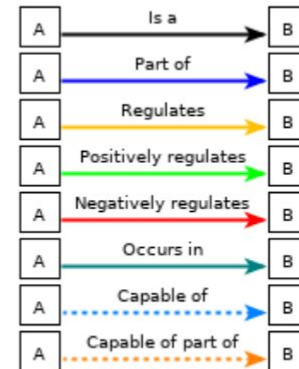 A Is a B
A Part of B
A Regulates B
A Positively regulates B
A Negatively regulates B
A Occurs in B
A Capable of B
A Capable of part of B